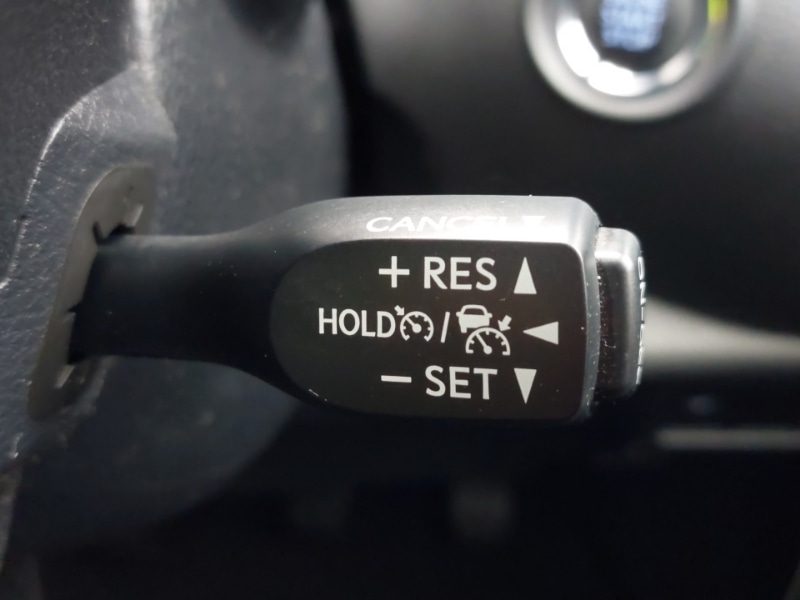 CANCEL ▼
+ RES ▲
HOLD / ◀
− SET ▼